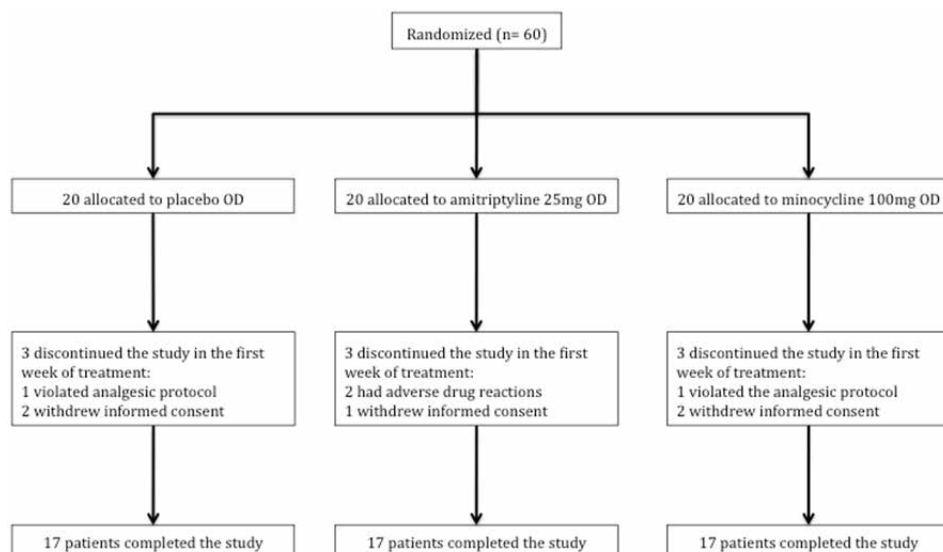 Randomized (n= 60)
20 allocated to placebo OD
20 allocated to amitriptyline 25mg OD
20 allocated to minocycline 100mg OD
3 discontinued the study in the first
week of treatment:
1 violated analgesic protocol
2 withdrew informed consent
3 discontinued the study in the first
week of treatment:
2 had adverse drug reactions
1 withdrew informed consent
3 discontinued the study in the first
week of treatment:
1 violated the analgesic protocol
2 withdrew informed consent
17 patients completed the study
17 patients completed the study
17 patients completed the study